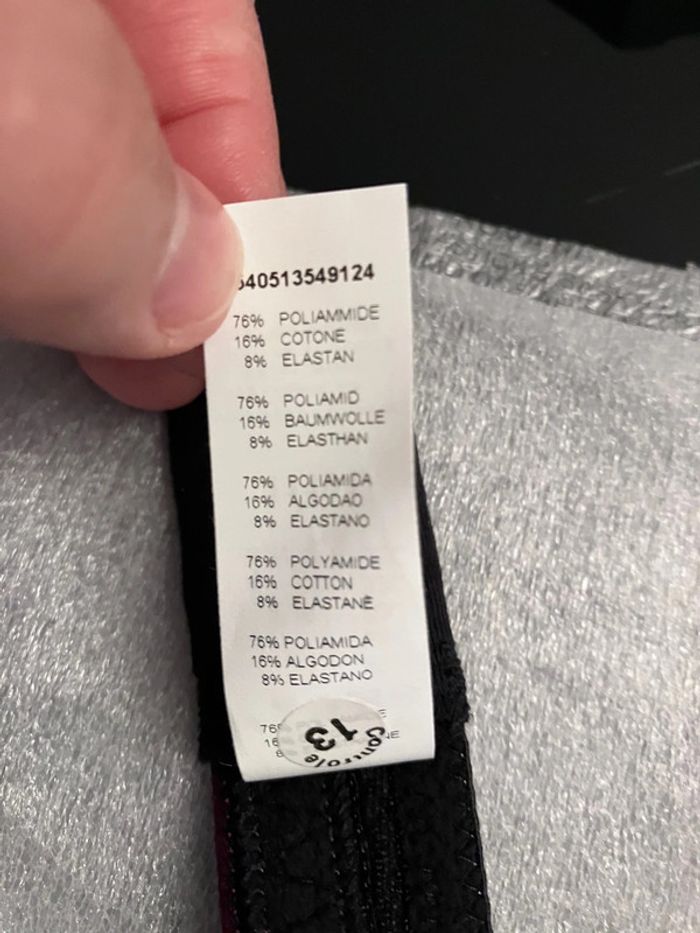 40513549124
76% POLIAMMIDE
16% COTONE
8% ELASTAN
76% POLIAMID
16% BAUMWOLLE
8% ELASTHAN
76% POLIAMIDA
16% ALGODAO
8% ELASTANO
76% POLYAMIDE
16% COTTON
8% ELASTANE
76% POLIAMIDA
16% ALGODON
8% ELASTANO
13
Controle